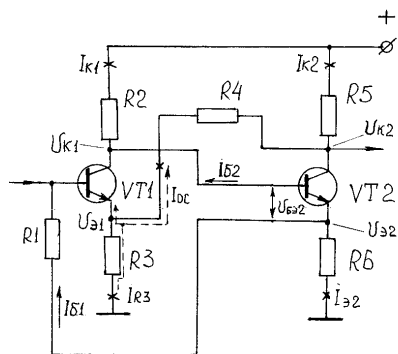 +
Iк1
Iк2
R2
R4
R5
Uк1
Uк2
Iб2
VT1
Iос
Uбэ2
VT2
Uэ1
Uэ2
R1
R3
R6
Iб1
IR3
Iэ2